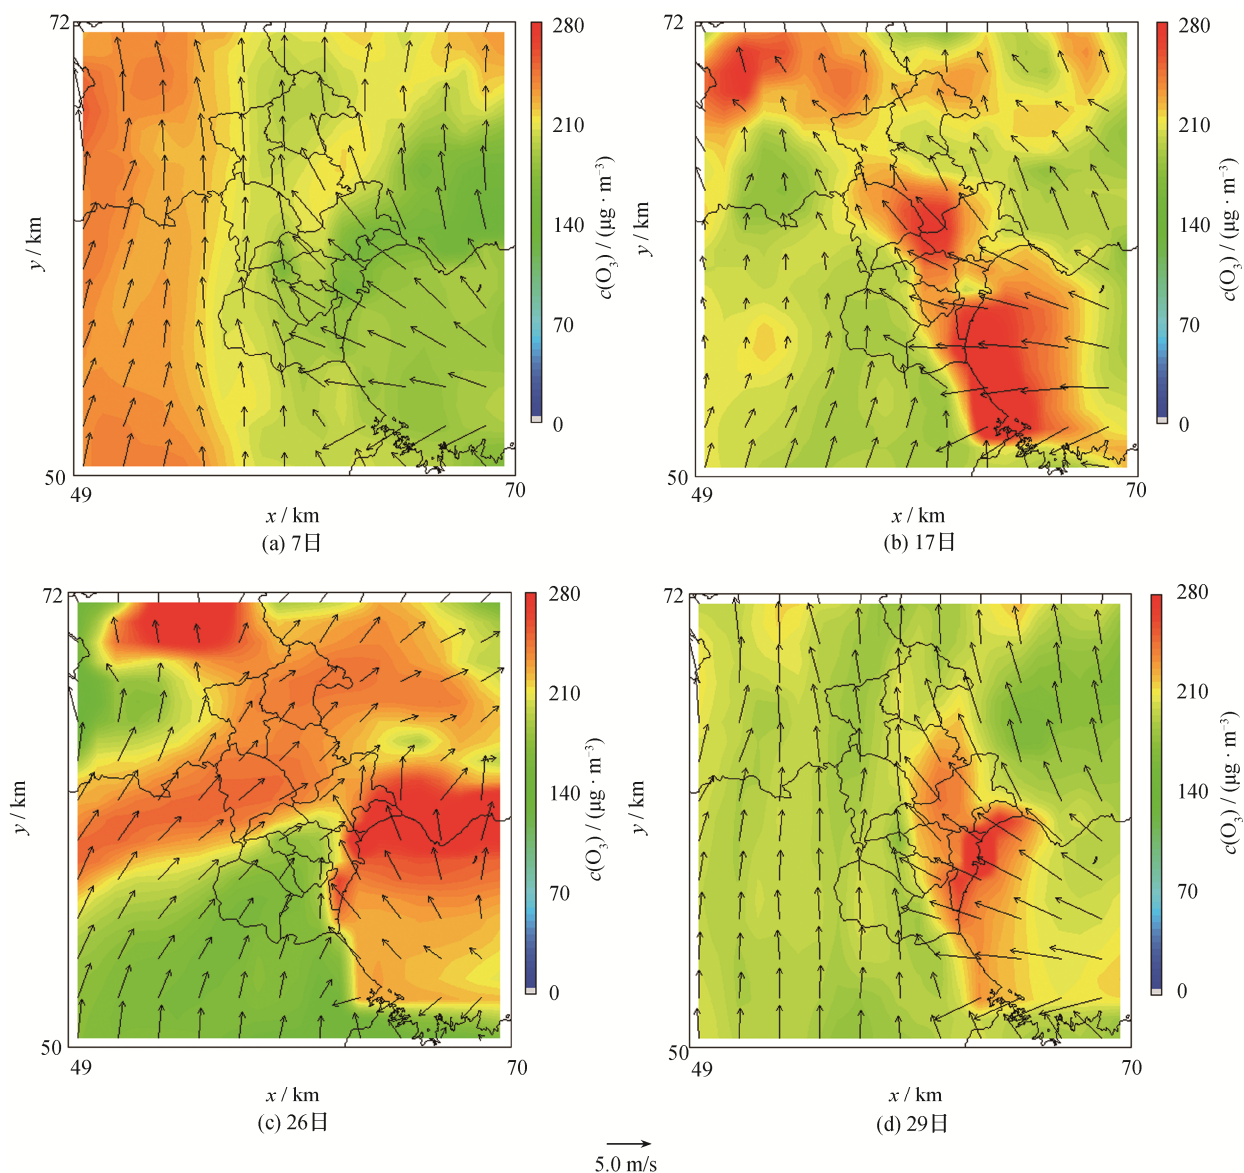 72
280
210
140
70
0
c(O₃) / (μg · m⁻³)
y / km
50
49
70
x / km
(a) 7日
72
280
210
140
70
0
c(O₃) / (μg · m⁻³)
y / km
50
49
70
x / km
(b) 17日
72
280
210
140
70
0
c(O₃) / (μg · m⁻³)
y / km
50
49
70
x / km
(c) 26日
72
280
210
140
70
0
c(O₃) / (μg · m⁻³)
y / km
50
49
70
x / km
(d) 29日
5.0 m/s